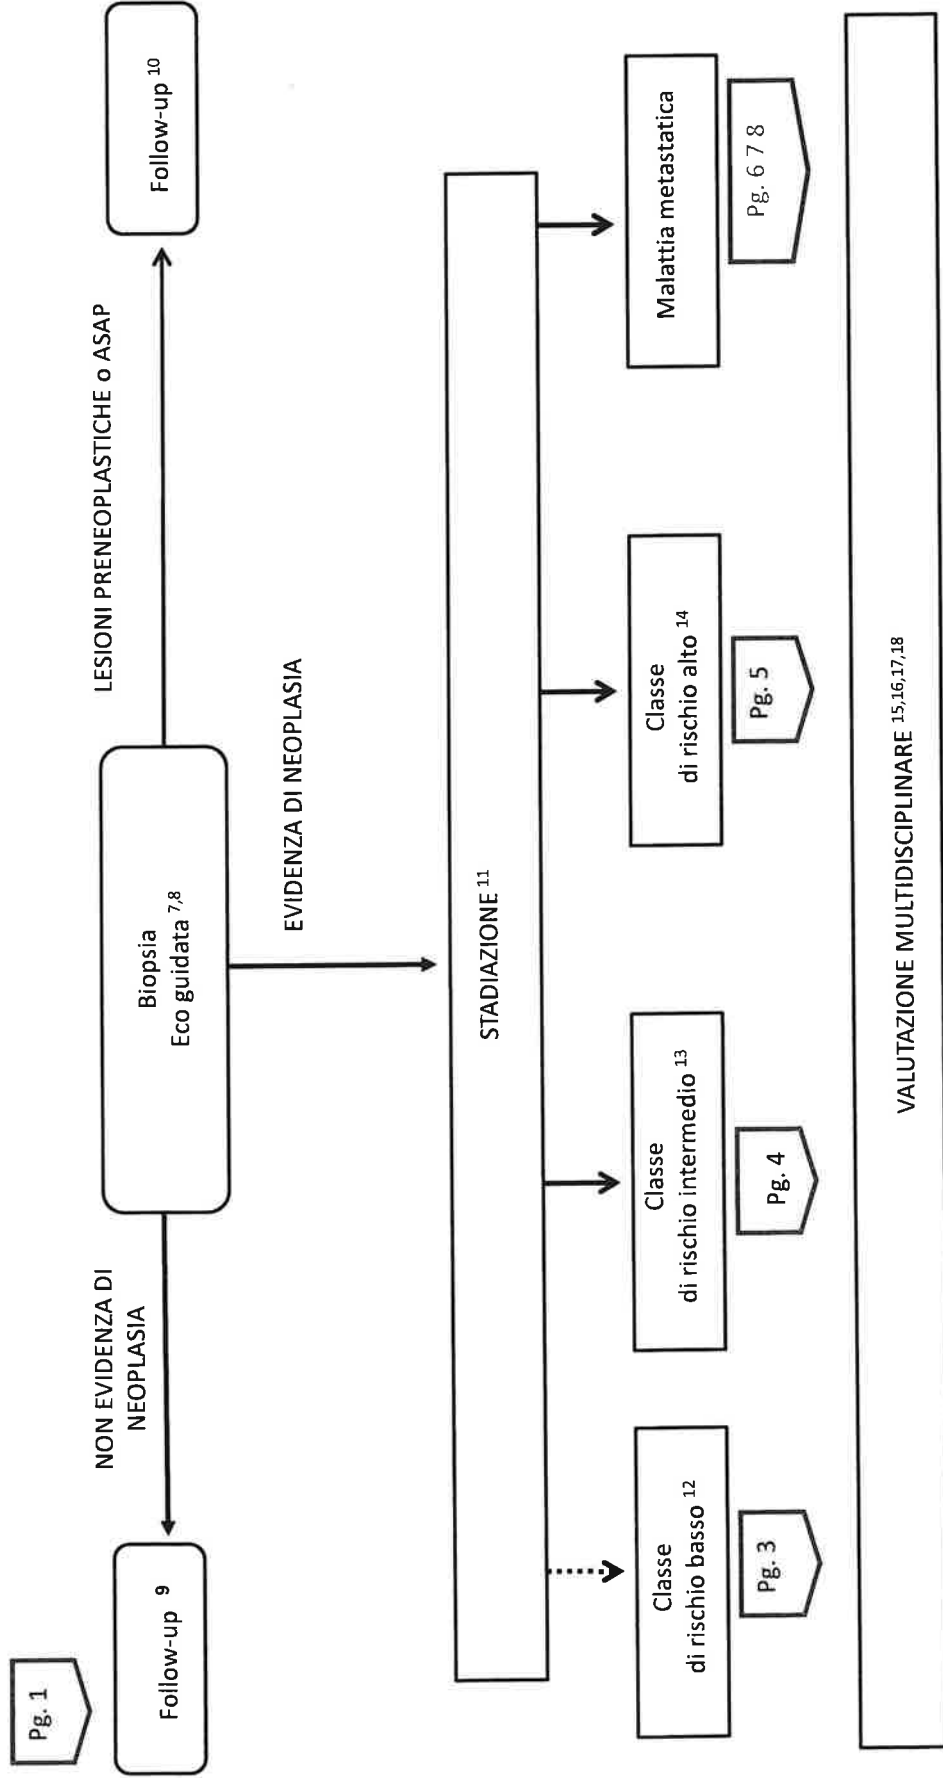 Pg. 1
NON EVIDENZA DI
NEOPLASIA
LESIONI PRENEOPLASTICHE o ASAP
Follow-up 9
Biopsia
Eco guidata 7,8
Follow-up 10
EVIDENZA DI NEOPLASIA
STADIAZIONE 11
Classe
di rischio basso 12
Classe
di rischio intermedio 13
Classe
di rischio alto 14
Malattia metastatica
Pg. 3
Pg. 4
Pg. 5
Pg. 6 7 8
VALUTAZIONE MULTIDISCIPLINARE 15,16,17,18